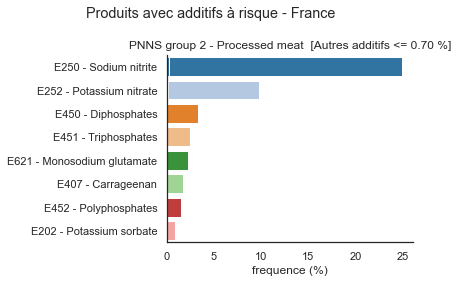 Produits avec additifs à risque - France
PNNS group 2 - Processed meat  [Autres additifs <= 0.70 %]
E250 - Sodium nitrite
E252 - Potassium nitrate
E450 - Diphosphates
E451 - Triphosphates
E621 - Monosodium glutamate
E407 - Carrageenan
E452 - Polyphosphates
E202 - Potassium sorbate
0 5 10 15 20 25
frequence (%)